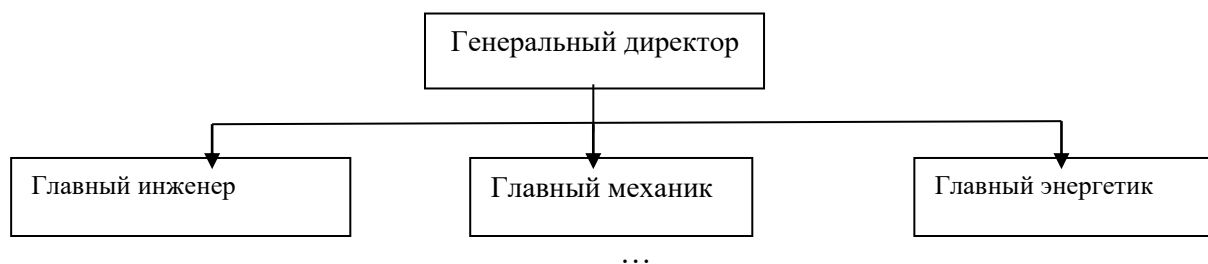 Генеральный директор
Главный инженер
Главный механик
Главный энергетик
…